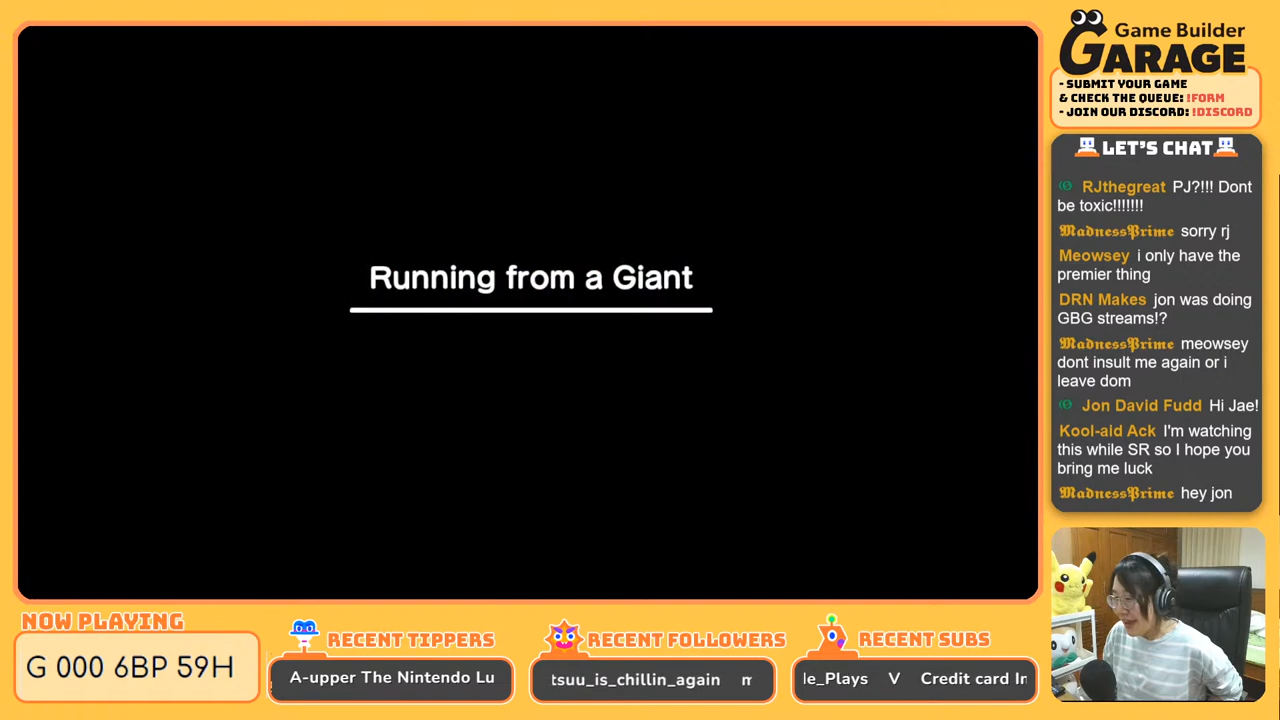 Running from a Giant
Game Builder
GARAGE
- SUBMIT YOUR GAME
& CHECK THE QUEUE: !FORM
- JOIN OUR DISCORD: !DISCORD
LET'S CHAT
RJthegreat PJ?!!! Dont
be toxic!!!!!!!
MadnessPrime sorry rj
Meowsey i only have the
premier thing
DRN Makes jon was doing
GBG streams!?
MadnessPrime meowsey
dont insult me again or i
leave dom
Jon David Fudd Hi Jae!
Kool-aid Ack I'm watching
this while SR so I hope you
bring me luck
MadnessPrime hey jon
NOW PLAYING
G 000 6BP 59H
RECENT TIPPERS
A-upper The Nintendo Lu
RECENT FOLLOWERS
tsuu_is_chillin_again m
RECENT SUBS
le_Plays V Credit card In